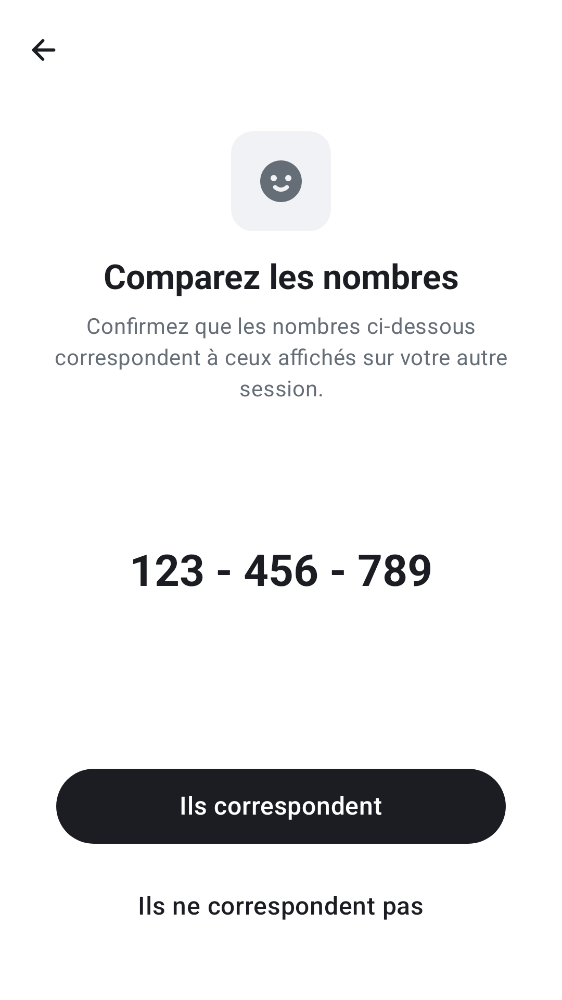 Comparez les nombres
Confirmez que les nombres ci-dessous
correspondent à ceux affichés sur votre autre
session.
123 - 456 - 789
Ils correspondent
Ils ne correspondent pas